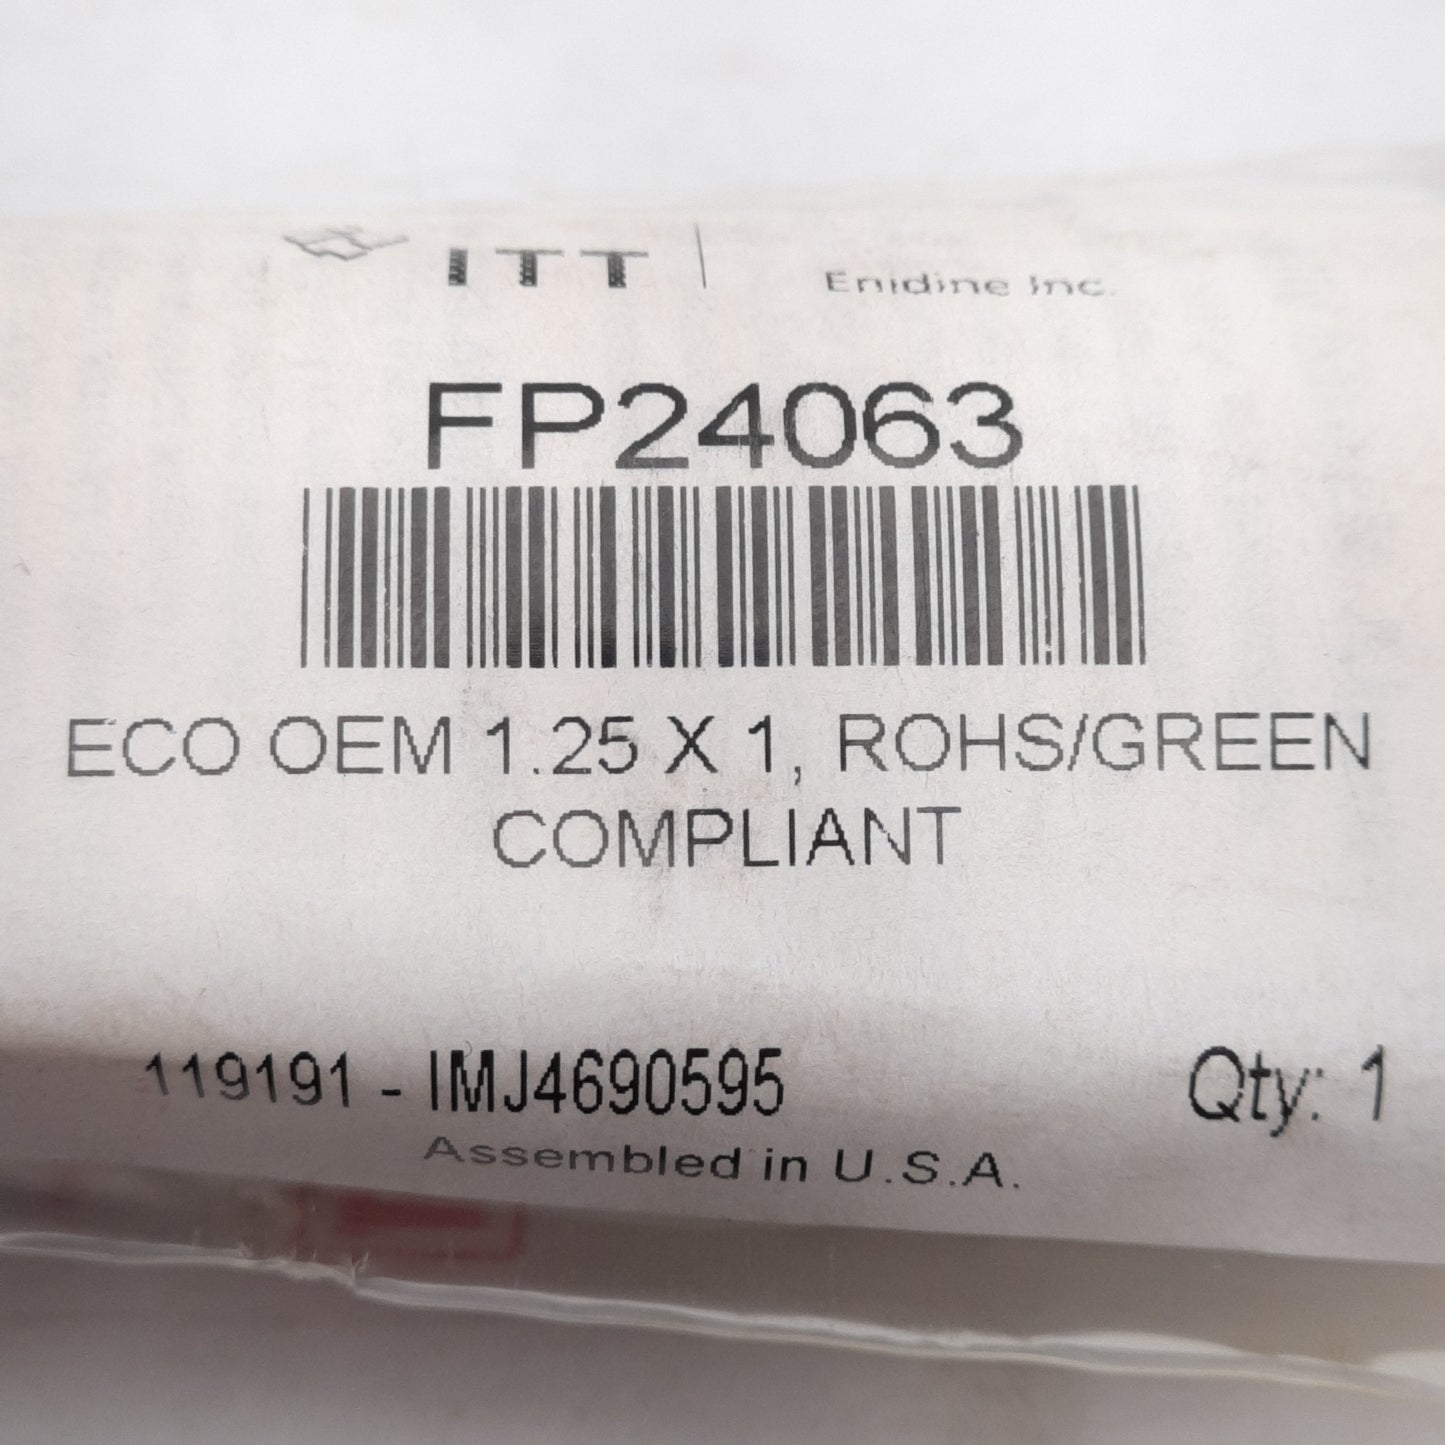 ITT
Enidine Inc.
FP24063
ECO OEM 1.25 X 1, ROHS/GREEN
COMPLIANT
119191 - IMJ4690595
Qty: 1
Assembled in U.S.A.